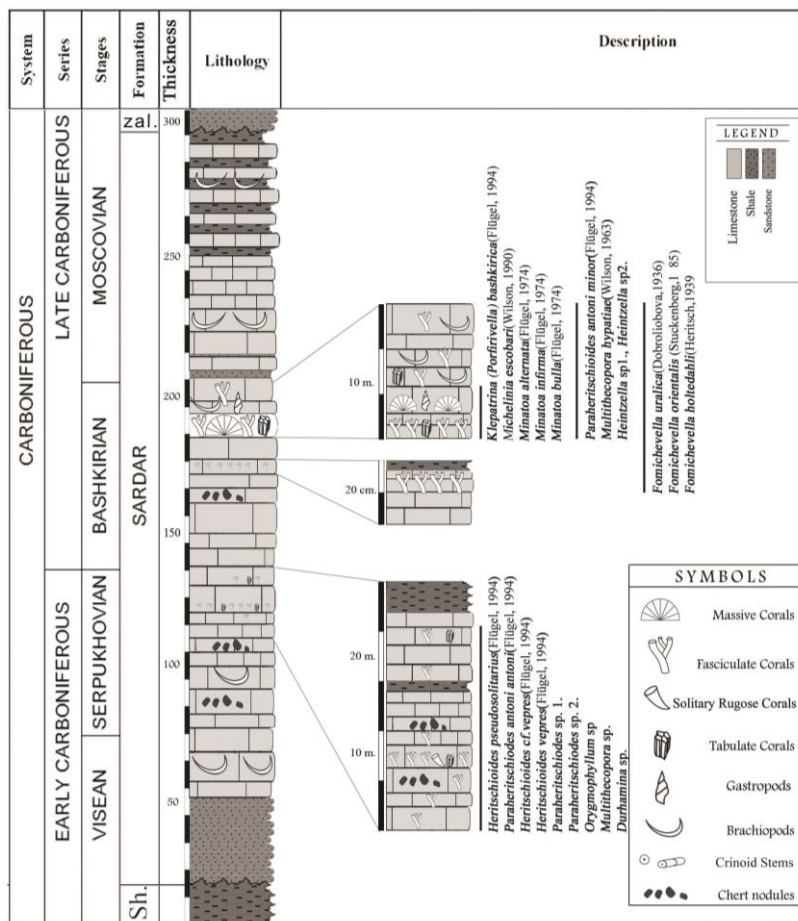 System
Series
Stages
Formation
Thickness
Lithology
Description
CARBONIFEROUS
LATE CARBONIFEROUS
EARLY CARBONIFEROUS
MOSCOVIAN
BASHKIRIAN
SERPUKHOVIAN
VISEAN
zal.
SARDAR
Sh.
300
250
200
150
100
50
10 m.
20 cm.
20 m.
10 m.
Klepatrina (Porfirivella) bashkirica(Flügel, 1994)
Michelinia escobari(Wilson, 1990)
Minatoa alternata(Flügel, 1974)
Minatoa infirma(Flügel, 1974)
Minatoa bulla(Flügel, 1974)
Paraheritschioides antoni minor(Flügel, 1994)
Multithecopora hypatiae(Wilson, 1963)
Heintzella sp1., Heintzella sp2.
Fomichevella uralica(Dobroliobova,1936)
Fomichevella orientalis (Stuckenberg,1 85)
Fomichevella holtedahli(Heritsch,1939
Heritschioides pseudosolitarius(Flügel, 1994)
Paraheritschiodes antoni antoni(Flügel, 1994)
Heritschioides cf.vepres(Flügel, 1994)
Heritschioides vepres(Flügel, 1994)
Paraheritschiodes sp. 1.
Paraheritschiodes sp. 2.
Orygmophyllum sp
Multithecopora sp.
Durhamina sp.
LEGEND
Limestone
Shale
Sandstone
SYMBOLS
Massive Corals
Fasciculate Corals
Solitary Rugose Corals
Tabulate Corals
Gastropods
Brachiopods
Crinoid Stems
Chert nodules